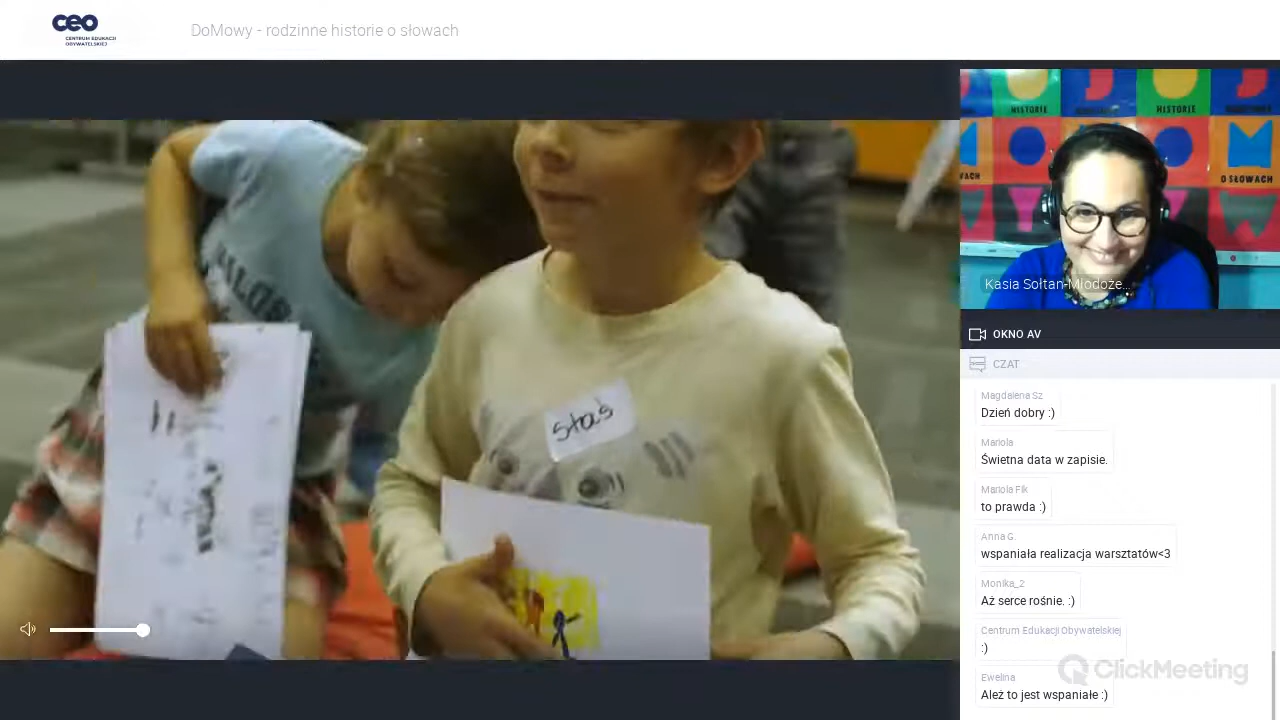 ceo
CENTRUM EDUKACJI
OBYWATELSKIEJ
DoMowy - rodzinne historie o słowach
staś
HISTORIE
HISTORIE
O SŁOWACH
Kasia Sołtan-Młodoże...
OKNO AV
CZAT
Magdalena Sz
Dzień dobry :)
Mariola
Świetna data w zapisie.
Mariola Fik
to prawda :)
Anna G.
wspaniała realizacja warsztatów<3
Monika_2
Aż serce rośnie. :)
Centrum Edukacji Obywatelskiej
:)
Ewelina
Ależ to jest wspaniałe :)
ClickMeeting